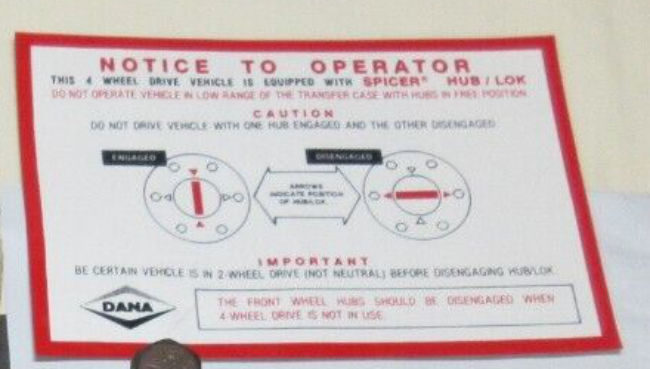 NOTICE TO OPERATOR
THIS 4 WHEEL DRIVE VEHICLE IS EQUIPPED WITH SPICER® HUB / LOK
DO NOT OPERATE VEHICLE IN LOW RANGE OF THE TRANSFER CASE WITH HUBS IN FREE POSITION.
CAUTION
DO NOT DRIVE VEHICLE WITH ONE HUB ENGAGED AND THE OTHER DISENGAGED
ENGAGED
DISENGAGED
ARROWS
INDICATE POSITION
OF HUB/LOK
IMPORTANT
BE CERTAIN VEHICLE IS IN 2-WHEEL DRIVE (NOT NEUTRAL) BEFORE DISENGAGING HUB/LOK
DANA
THE FRONT WHEEL HUBS SHOULD BE DISENGAGED WHEN
4-WHEEL DRIVE IS NOT IN USE.